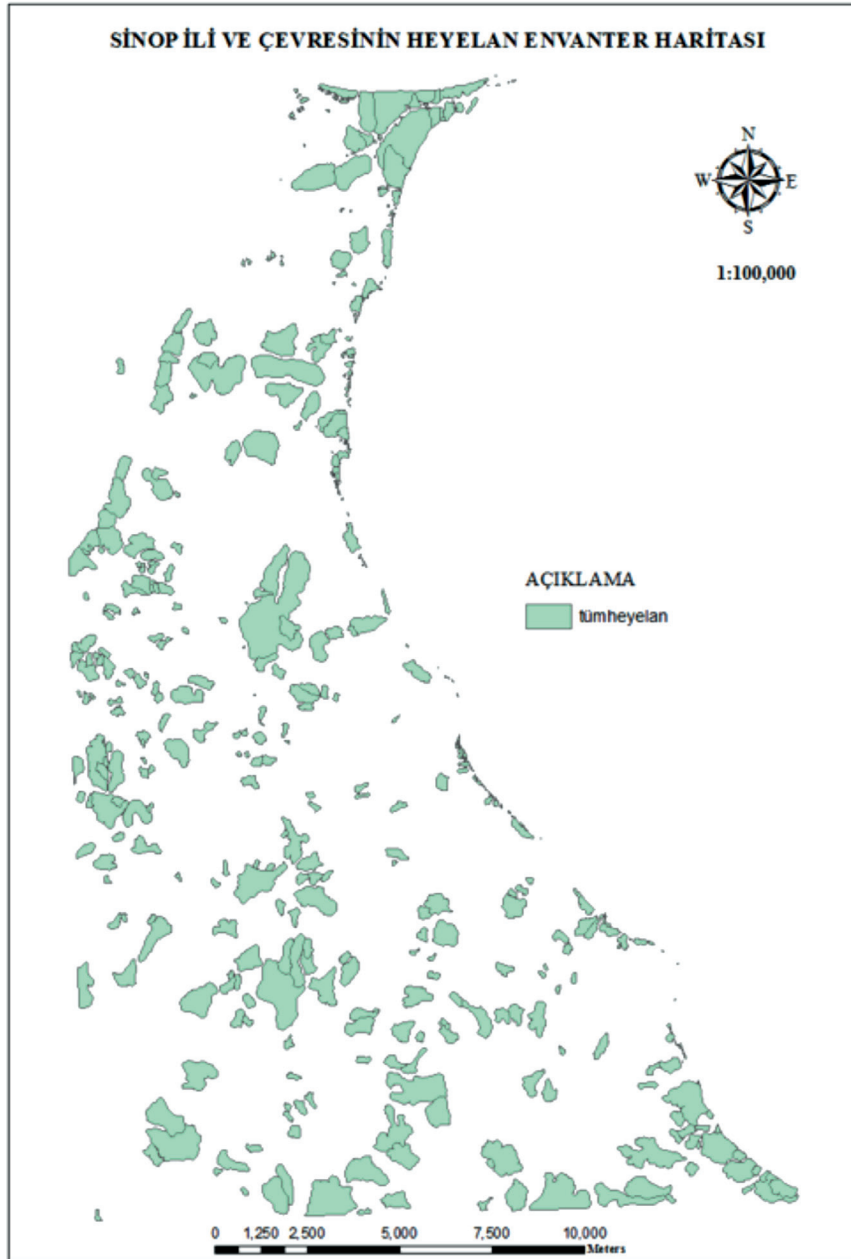 SİNOP İLİ VE ÇEVRESİNİN HEYELAN ENVANTER HARİTASI
N
W E
S
1:100,000
AÇIKLAMA
tümheyelan
0 1,250 2,500 5,000 7,500 10,000
Meters